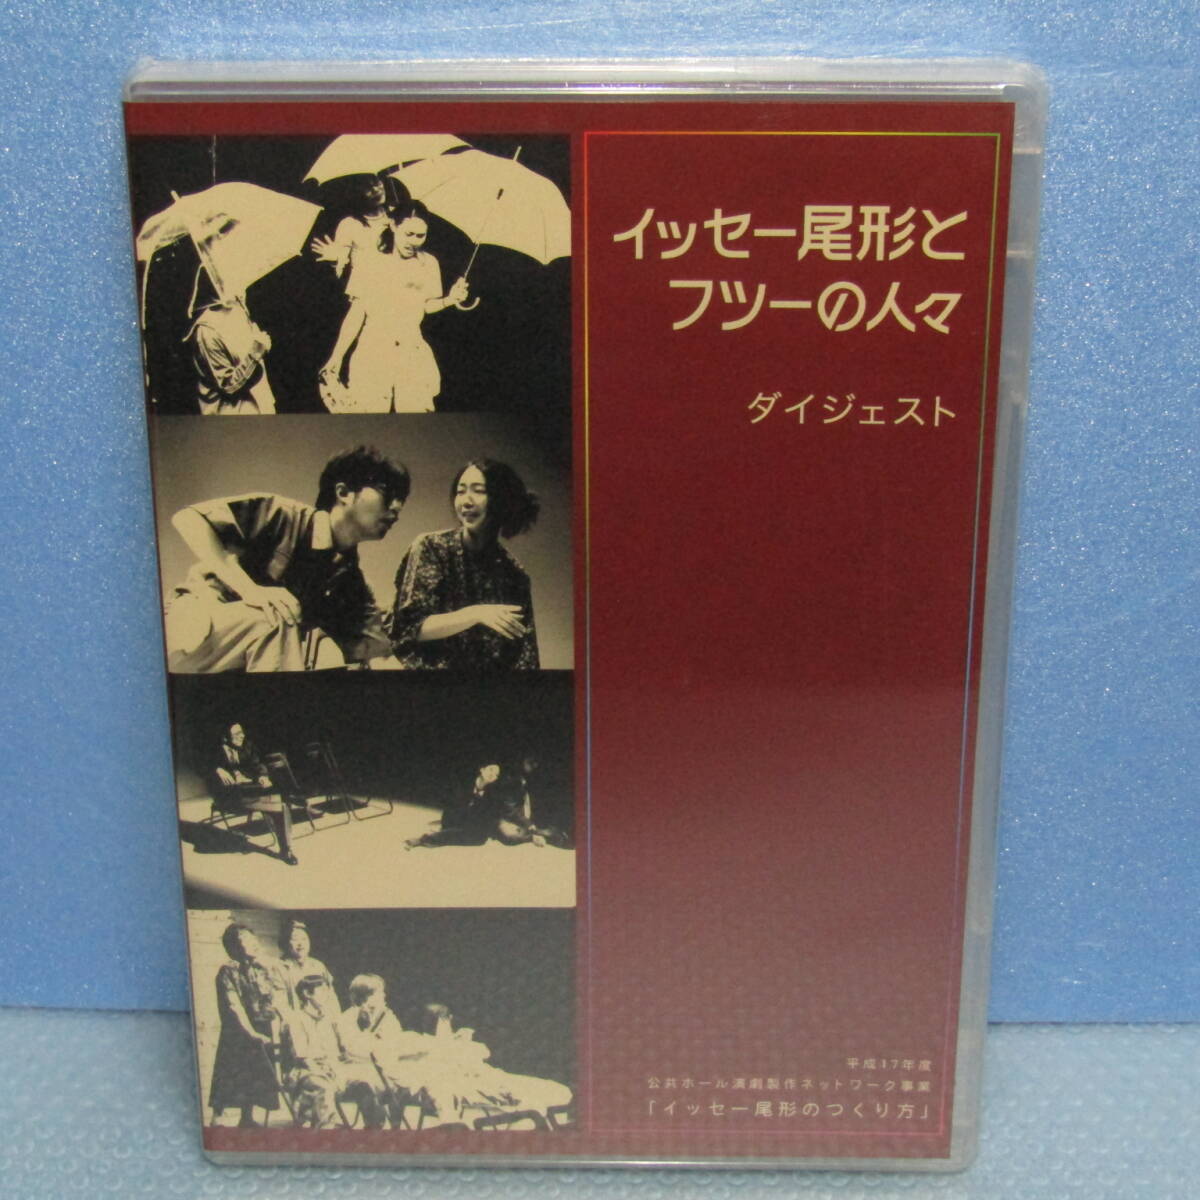 イッセー尾形と
フツーの人々
ダイジェスト
平成17年度
公共ホール演劇製作ネットワーク事業
「イッセー尾形のつくり方」